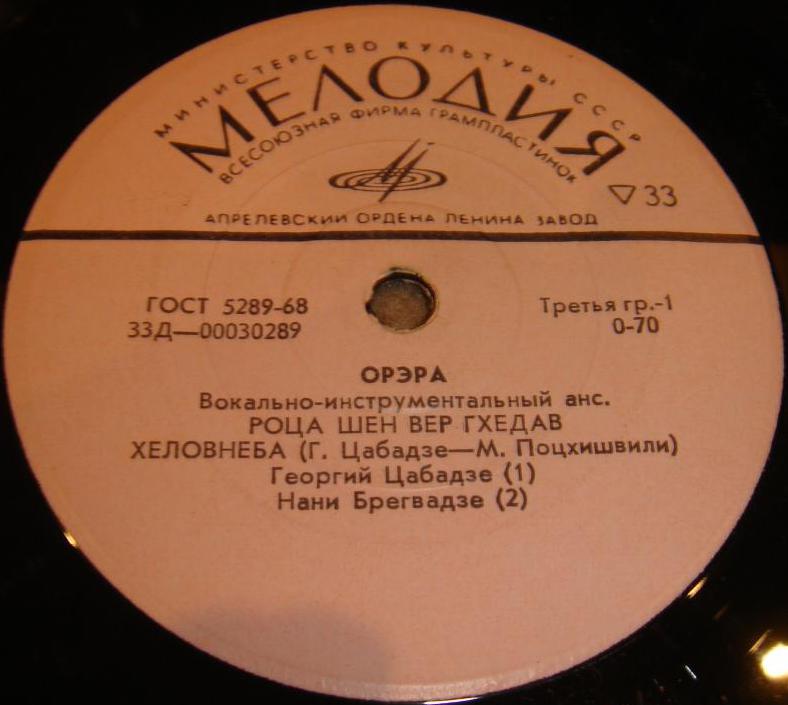 МИНИСТЕРСТВО КУЛЬТУРЫ СССР
МЕЛОДИЯ
ВСЕСОЮЗНАЯ ФИРМА ГРАМПЛАСТИНОК
33
АПРЕЛЕВСКИЙ ОРДЕНА ЛЕНИНА ЗАВОД
ГОСТ 5289-68
33Д—00030289
Третья гр.-1
0-70
ОРЭРА
Вокально-инструментальный анс.
РОЦА ШЕН ВЕР ГХЕДАВ
ХЕЛОВНЕБА (Г. Цабадзе—М. Поцхишвили)
Георгий Цабадзе (1)
Нани Брегвадзе (2)